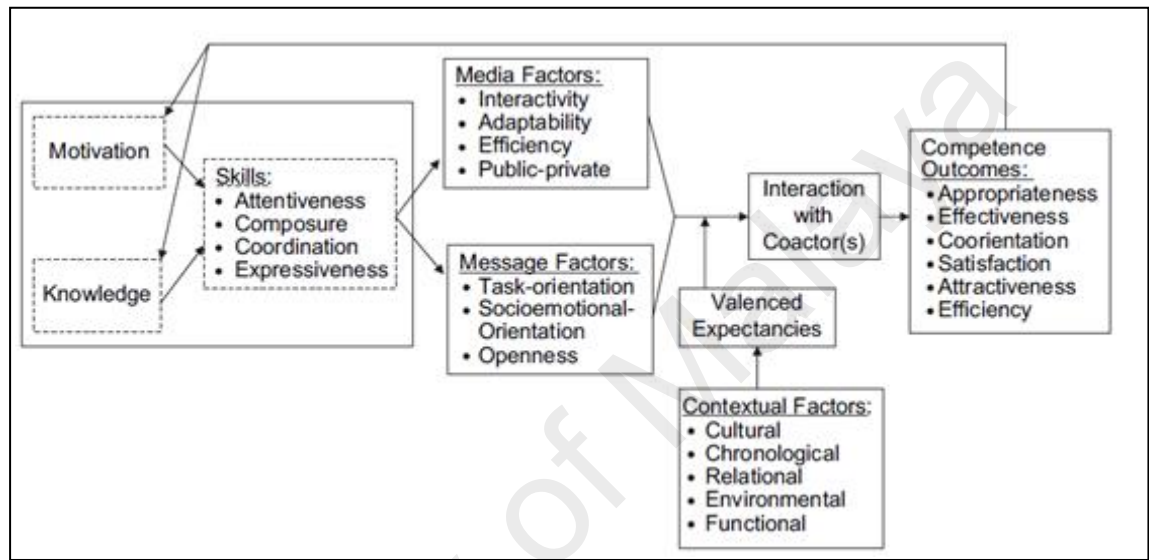 Motivation
Knowledge
Skills:
• Attentiveness
• Composure
• Coordination
• Expressiveness
Media Factors:
• Interactivity
• Adaptability
• Efficiency
• Public-private
Message Factors:
• Task-orientation
• Socioemotional-
Orientation
• Openness
Interaction
with
Coactor(s)
Valenced
Expectancies
Contextual Factors:
• Cultural
• Chronological
• Relational
• Environmental
• Functional
Competence
Outcomes:
• Appropriateness
• Effectiveness
• Coorientation
• Satisfaction
• Attractiveness
• Efficiency
of Malaya